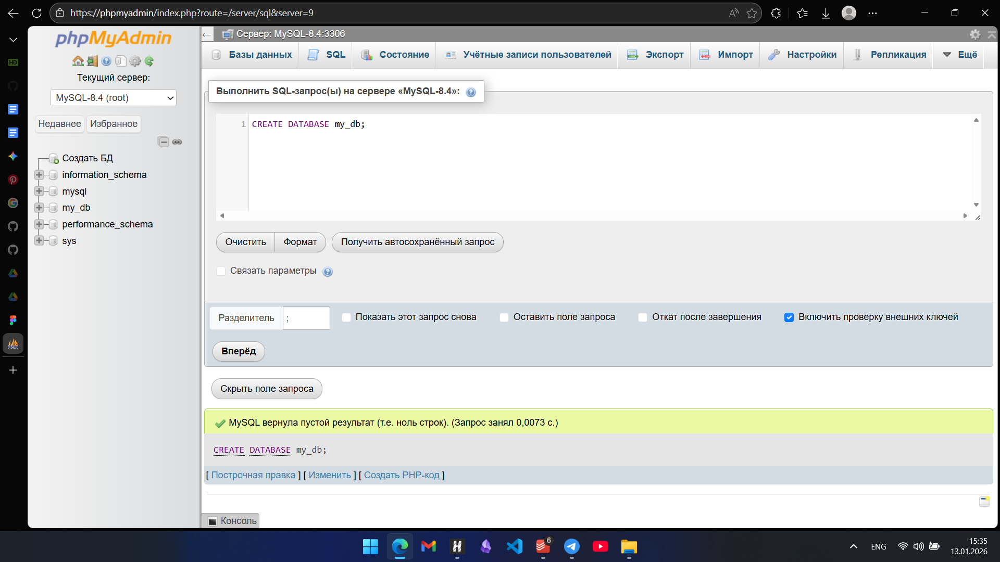 https://phpmyadmin/index.php?route=/server/sql&server=9
phpMyAdmin
Текущий сервер:
MySQL-8.4 (root)
Недавнее
Избранное
Создать БД
information_schema
mysql
my_db
performance_schema
sys
Сервер: MySQL-8.4:3306
Базы данных
SQL
Состояние
Учётные записи пользователей
Экспорт
Импорт
Настройки
Репликация
Ещё
Выполнить SQL-запрос(ы) на сервере «MySQL-8.4»:
1 CREATE DATABASE my_db;
Очистить
Формат
Получить автосохранённый запрос
Связать параметры
Разделитель ;
Показать этот запрос снова
Оставить поле запроса
Откат после завершения
Включить проверку внешних ключей
Вперёд
Скрыть поле запроса
MySQL вернула пустой результат (т.е. ноль строк). (Запрос занял 0,0073 с.)
CREATE DATABASE my_db;
[ Построчная правка ] [ Изменить ] [ Создать PHP-код ]
Консоль
HD
PMA
6
ENG
15:35
13.01.2026